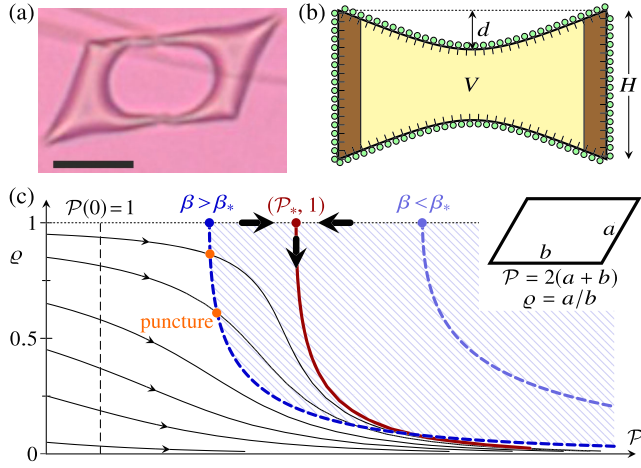 (a)
(b)
d
V
H
(c)
𝒫(0) = 1
β > β*
(𝒫*, 1)
β < β*
1
ϱ
a
b
𝒫 = 2(a + b)
ϱ = a/b
puncture
0.5
0
𝒫